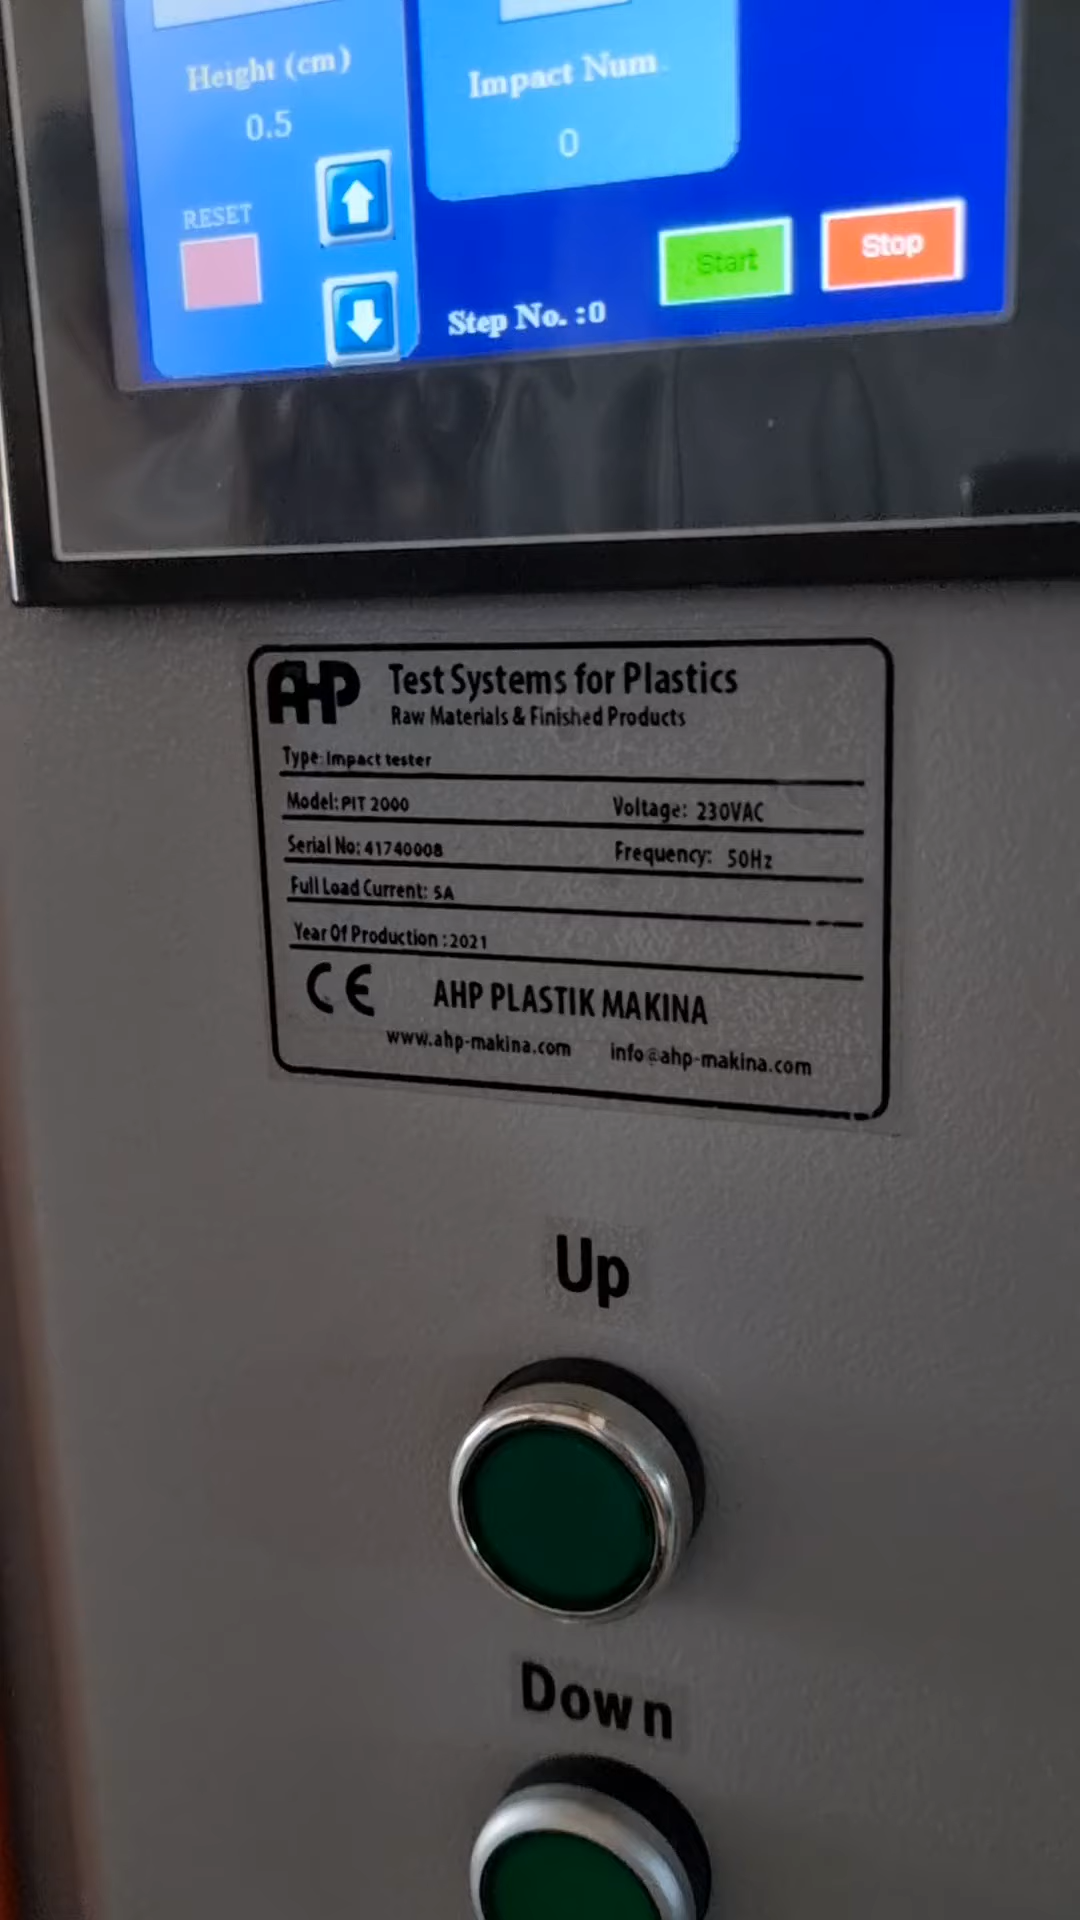 Height (cm)
0.5
RESET
Impact Num
0
Step No. :0
Start
Stop
AHP
Test Systems for Plastics
Raw Materials & Finished Products
Type: Impact tester
Model: PIT 2000
Voltage: 230VAC
Serial No: 41740008
Frequency: 50Hz
Full Load Current: 5A
Year Of Production :2021
CE
AHP PLASTIK MAKINA
www.ahp-makina.com
info@ahp-makina.com
Up
Down